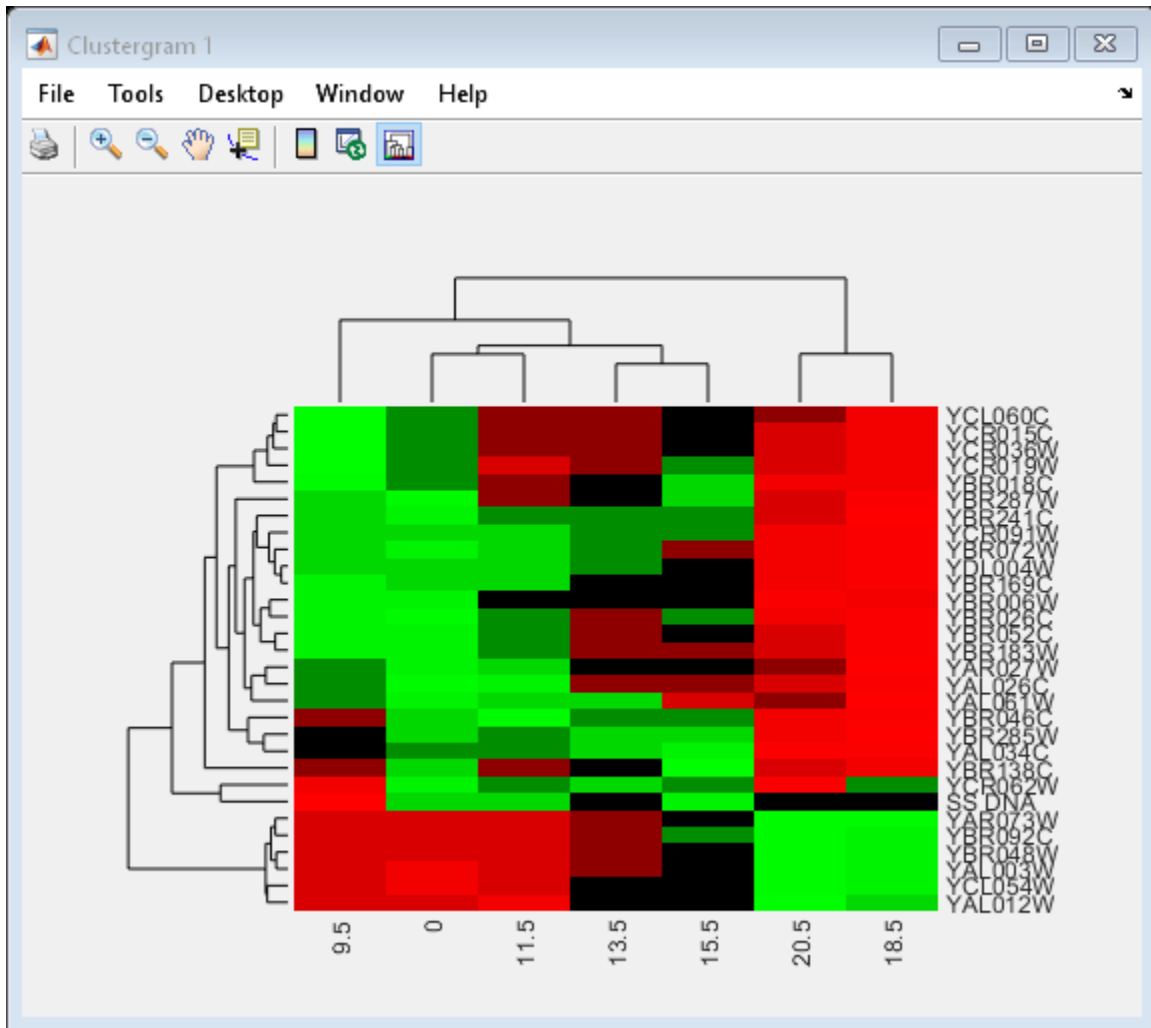 Clustergram 1
File Tools Desktop Window Help
YCL060C
YCR015C
YCR036W
YCR019W
YBR018C
YBR287W
YBR241C
YCR091W
YBR072W
YDL004W
YBR169C
YBR006W
YBR026C
YBR052C
YBR183W
YAR027W
YAL026C
YAL061W
YBR046C
YBR285W
YAL034C
YBR138C
YCR062W
SS DNA
YAR073W
YBR092C
YBR048W
YAL003W
YCL054W
YAL012W
9.5 0 11.5 13.5 15.5 20.5 18.5